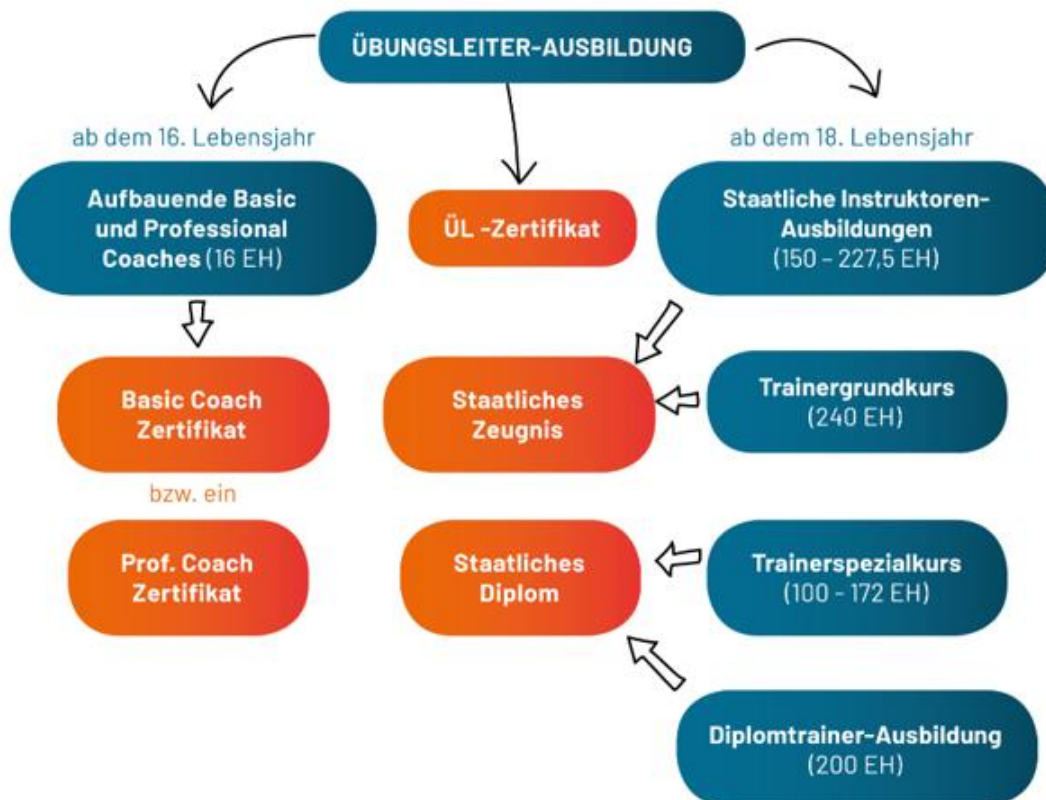 ÜBUNGSLEITER-AUSBILDUNG
ab dem 16. Lebensjahr
Aufbauende Basic
und Professional
Coaches (16 EH)
ÜL -Zertifikat
ab dem 18. Lebensjahr
Staatliche Instruktoren-
Ausbildungen
(150 – 227,5 EH)
Basic Coach
Zertifikat
bzw. ein
Prof. Coach
Zertifikat
Staatliches
Zeugnis
Trainergrundkurs
(240 EH)
Staatliches
Diplom
Trainerspezialkurs
(100 - 172 EH)
Diplomtrainer-Ausbildung
(200 EH)